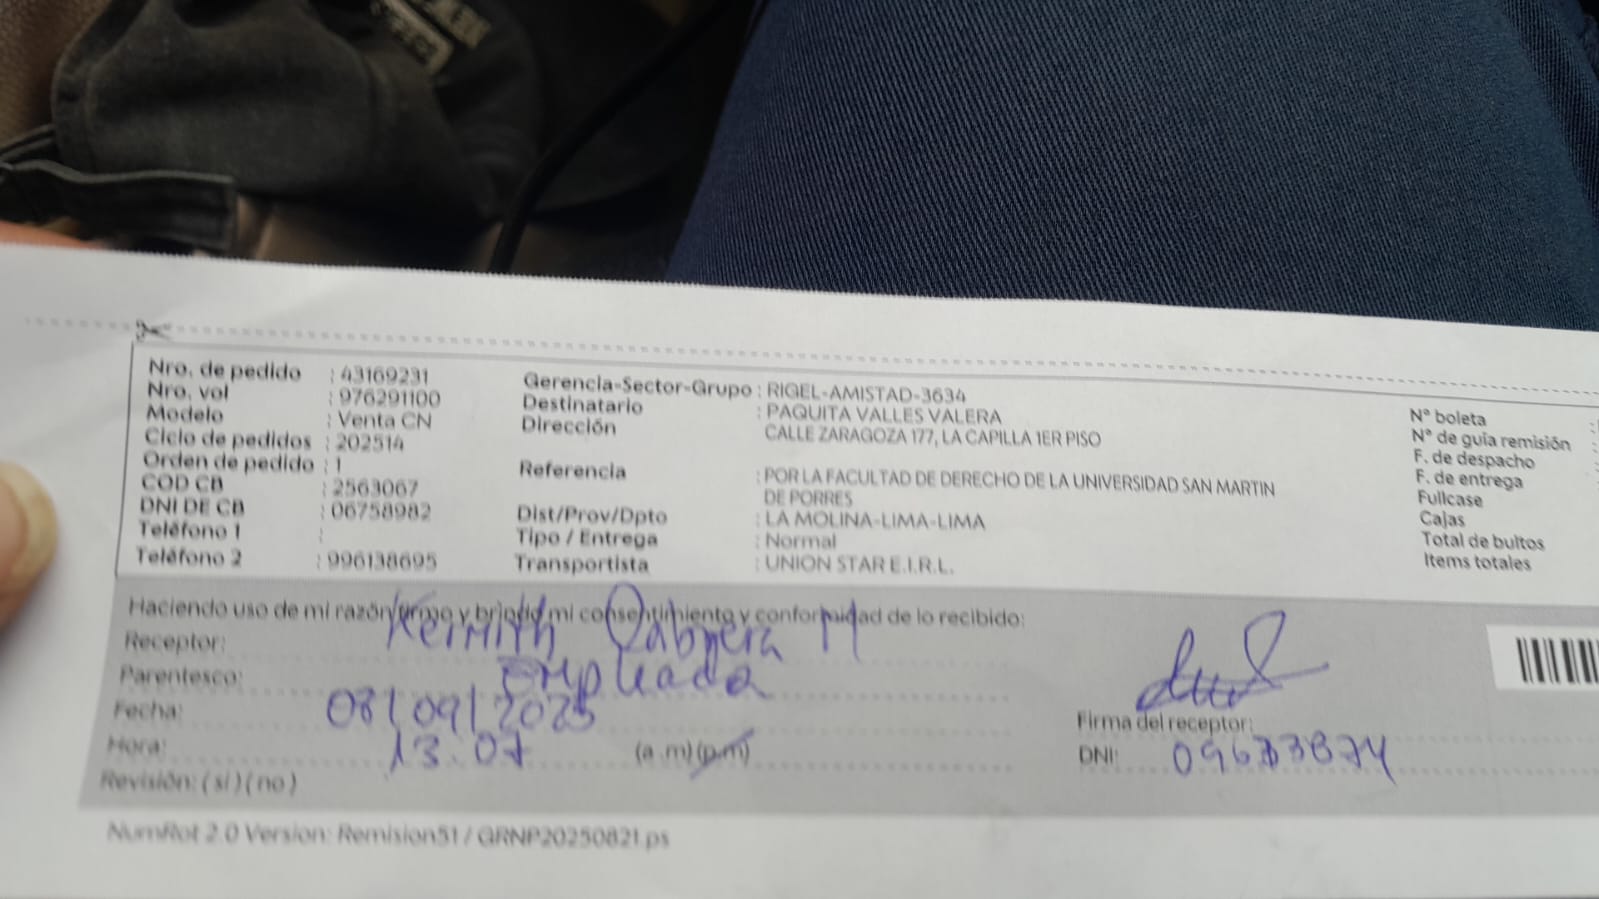 Nro. de pedido : 43169231
Nro. vol : 976291100
Modelo : Venta CN
Ciclo de pedidos : 202514
Orden de pedido : 1
COD CB : 2563067
DNI DE CB : 06758982
Teléfono 1 :
Teléfono 2 : 996138695
Gerencia-Sector-Grupo : RIGEL-AMISTAD-3634
Destinatario : PAQUITA VALLES VALERA
Dirección CALLE ZARAGOZA 177, LA CAPILLA 1ER PISO
Referencia : POR LA FACULTAD DE DERECHO DE LA UNIVERSIDAD SAN MARTIN
DE PORRES
Dist/Prov/Dpto : LA MOLINA-LIMA-LIMA
Tipo / Entrega : Normal
Transportista : UNION STAR E.I.R.L.
N° boleta :
N° de guía remisión
F. de despacho
F. de entrega
Fullcase
Cajas
Total de bultos
Items totales
Haciendo uso de mi razón firmo y brindo mi consentimiento y conformidad de lo recibido:
Receptor: Cabrera M
Parentesco: Empleada
Fecha: 08/09/2025
Hora: 13.07 (a.m)(p.m)
Revisión: (si)(no)
Firma del receptor:
DNI:
NumRot 2.0 Version: Remision51 / GRNP20250821.ps